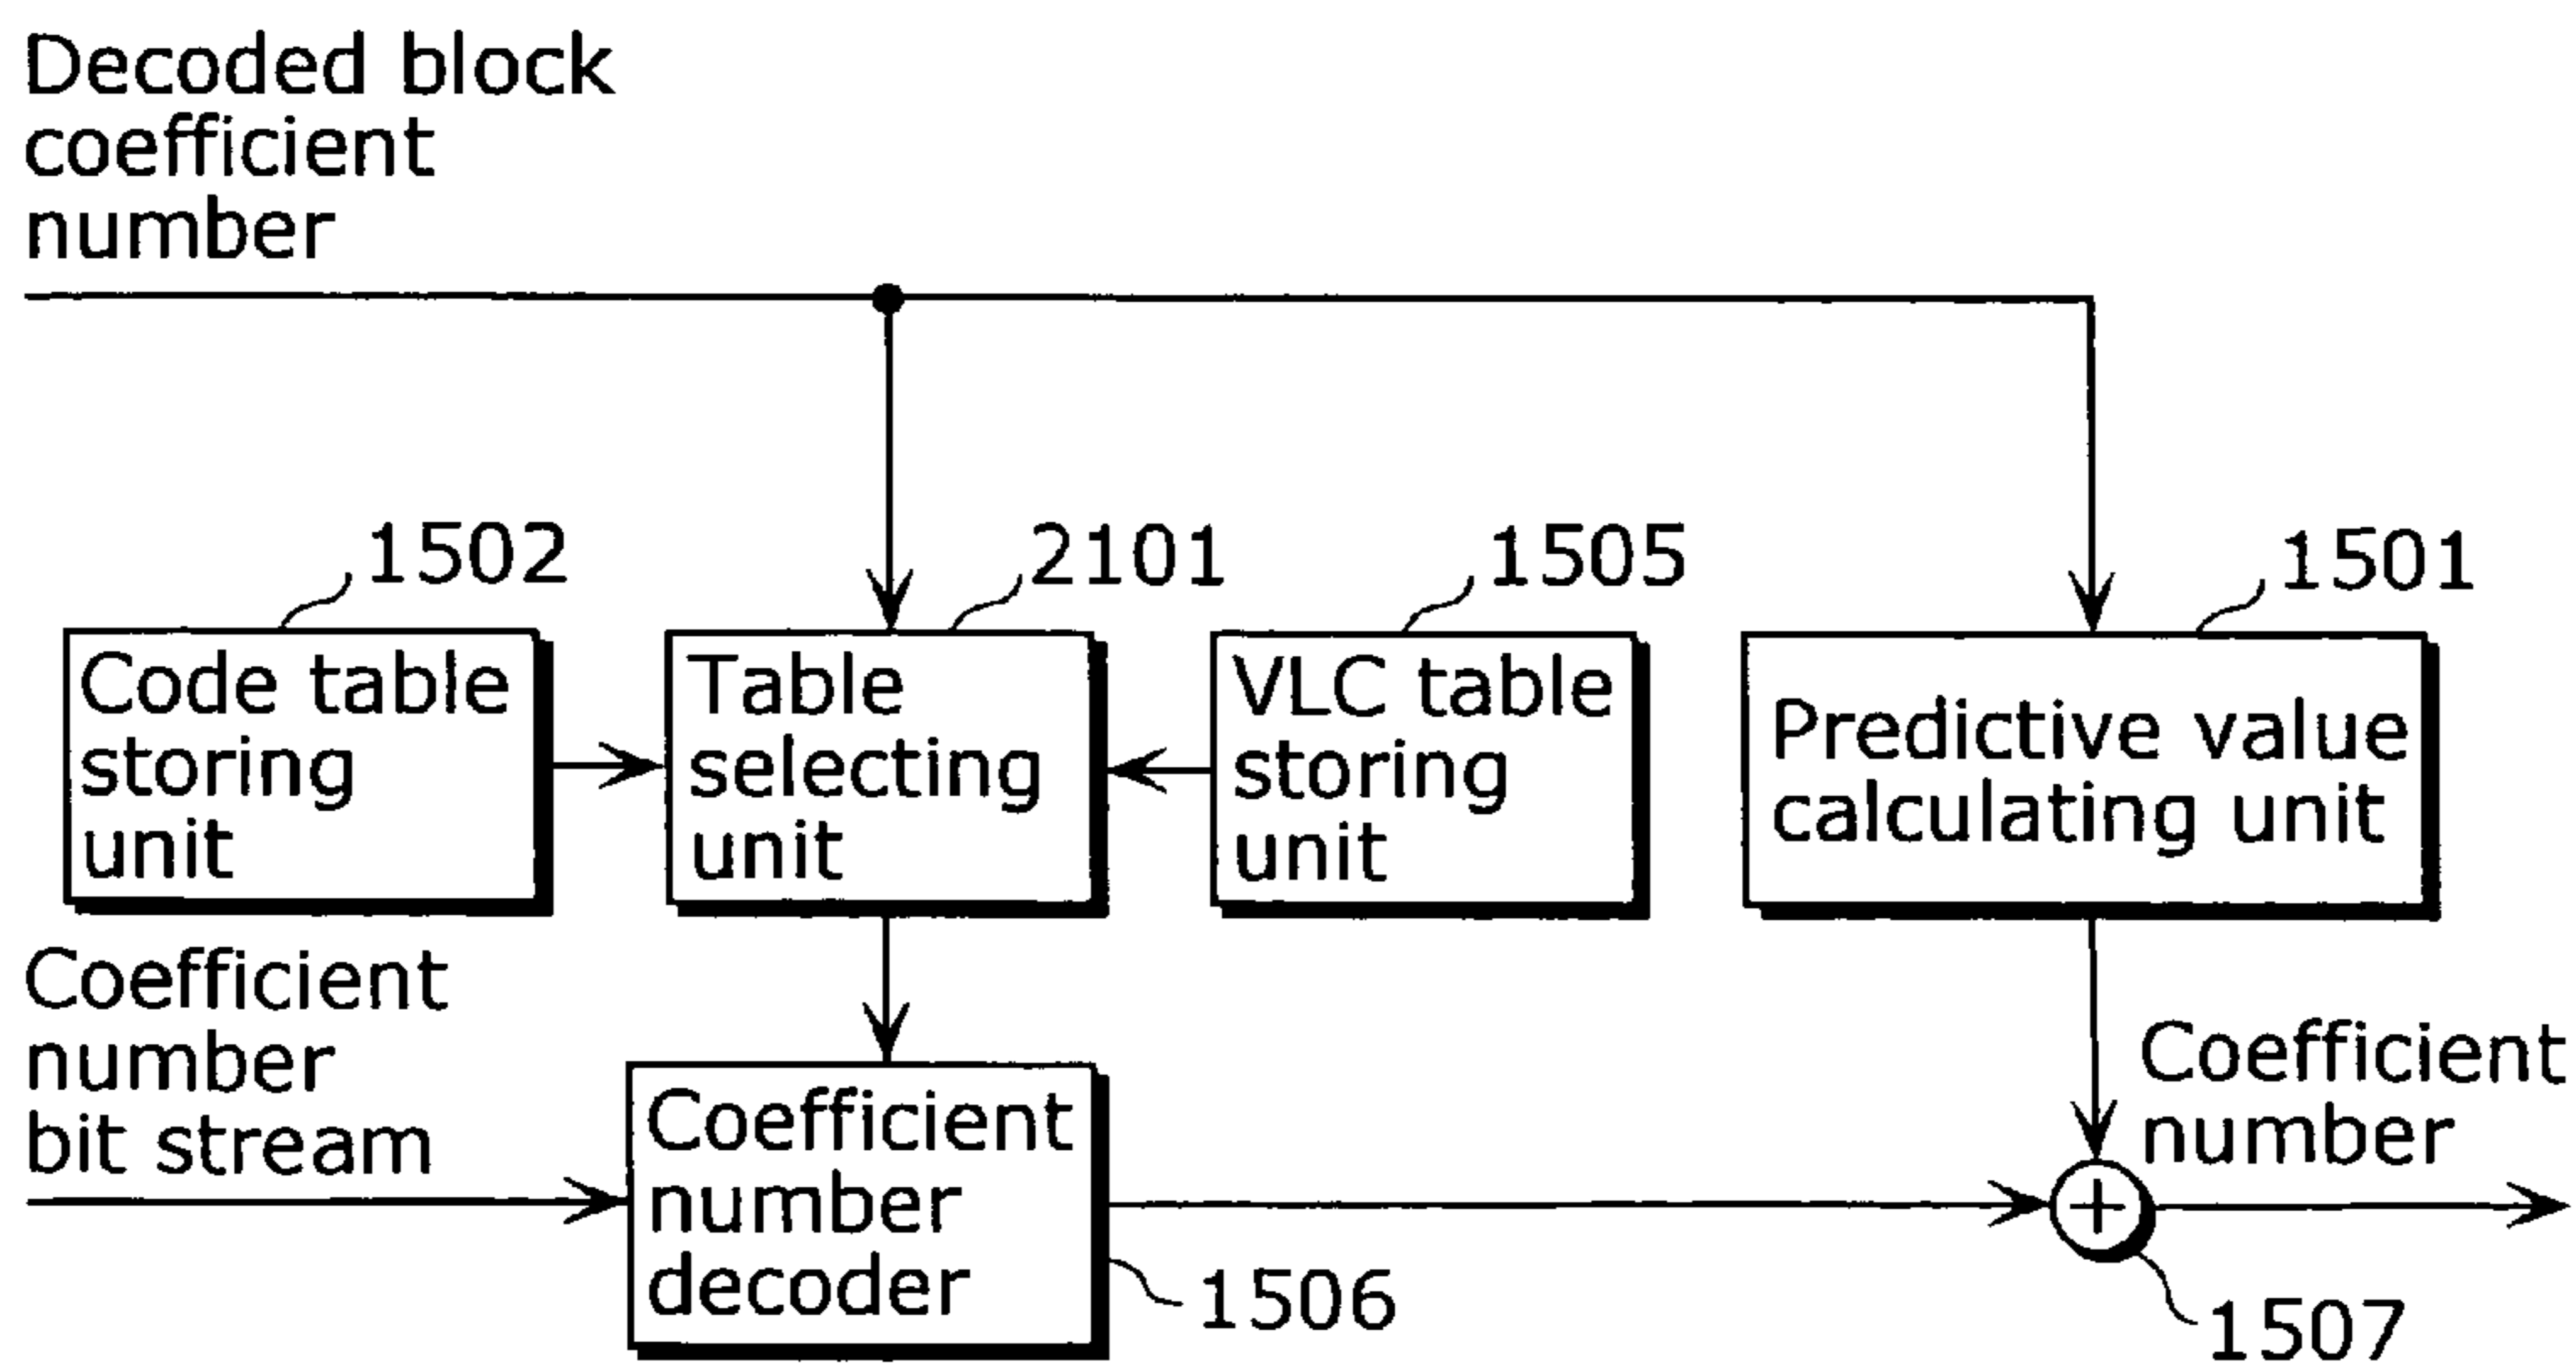 Decoded block
coefficient
number
1502
2101
1505
1501
Code table
storing
unit
Table
selecting
unit
VLC table
storing
unit
Predictive value
calculating unit
Coefficient
number
bit stream
Coefficient
number
decoder
Coefficient
number
+
1506
1507